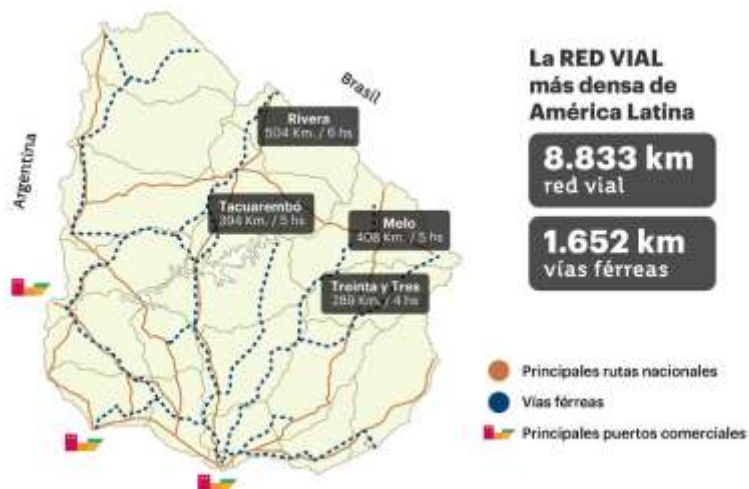 Brasil
Argentina
Rivera
504 Km. / 6 hs
Tacuarembó
394 Km. / 5 hs
Melo
408 Km. / 5 hs
Treinta y Tres
289 Km. / 4 hs
La RED VIAL
más densa de
América Latina
8.833 km
red vial
1.652 km
vías férreas
Principales rutas nacionales
Vías férreas
Principales puertos comerciales